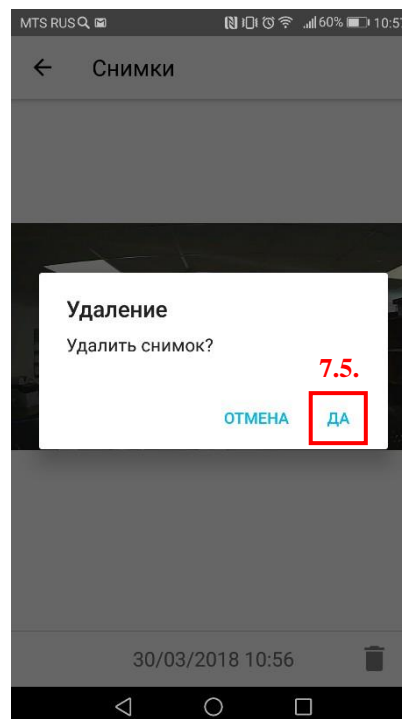 MTS RUS 60% 10:57
Снимки
Удаление
Удалить снимок?
7.5.
ОТМЕНА ДА
30/03/2018 10:56